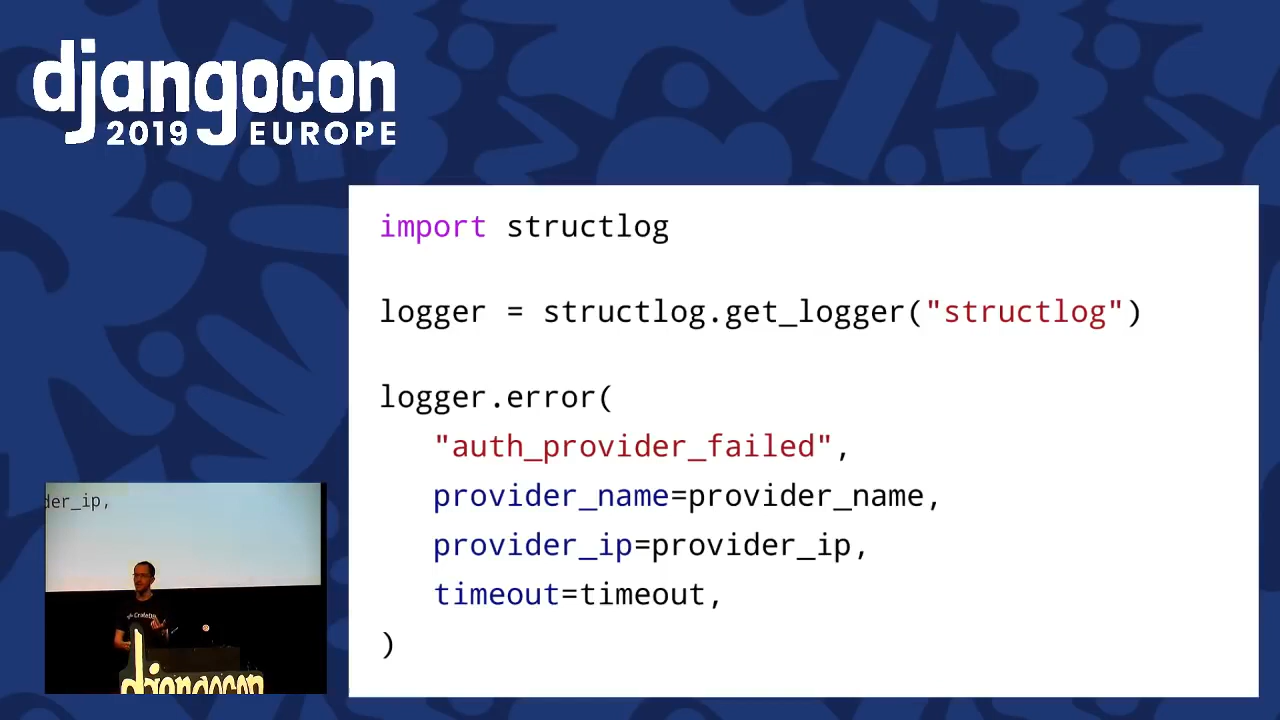 djangocon
2019 EUROPE
import structlog
logger = structlog.get_logger("structlog")
logger.error(
"auth_provider_failed",
provider_name=provider_name,
provider_ip=provider_ip,
timeout=timeout,
)
der_ip,
djangocon